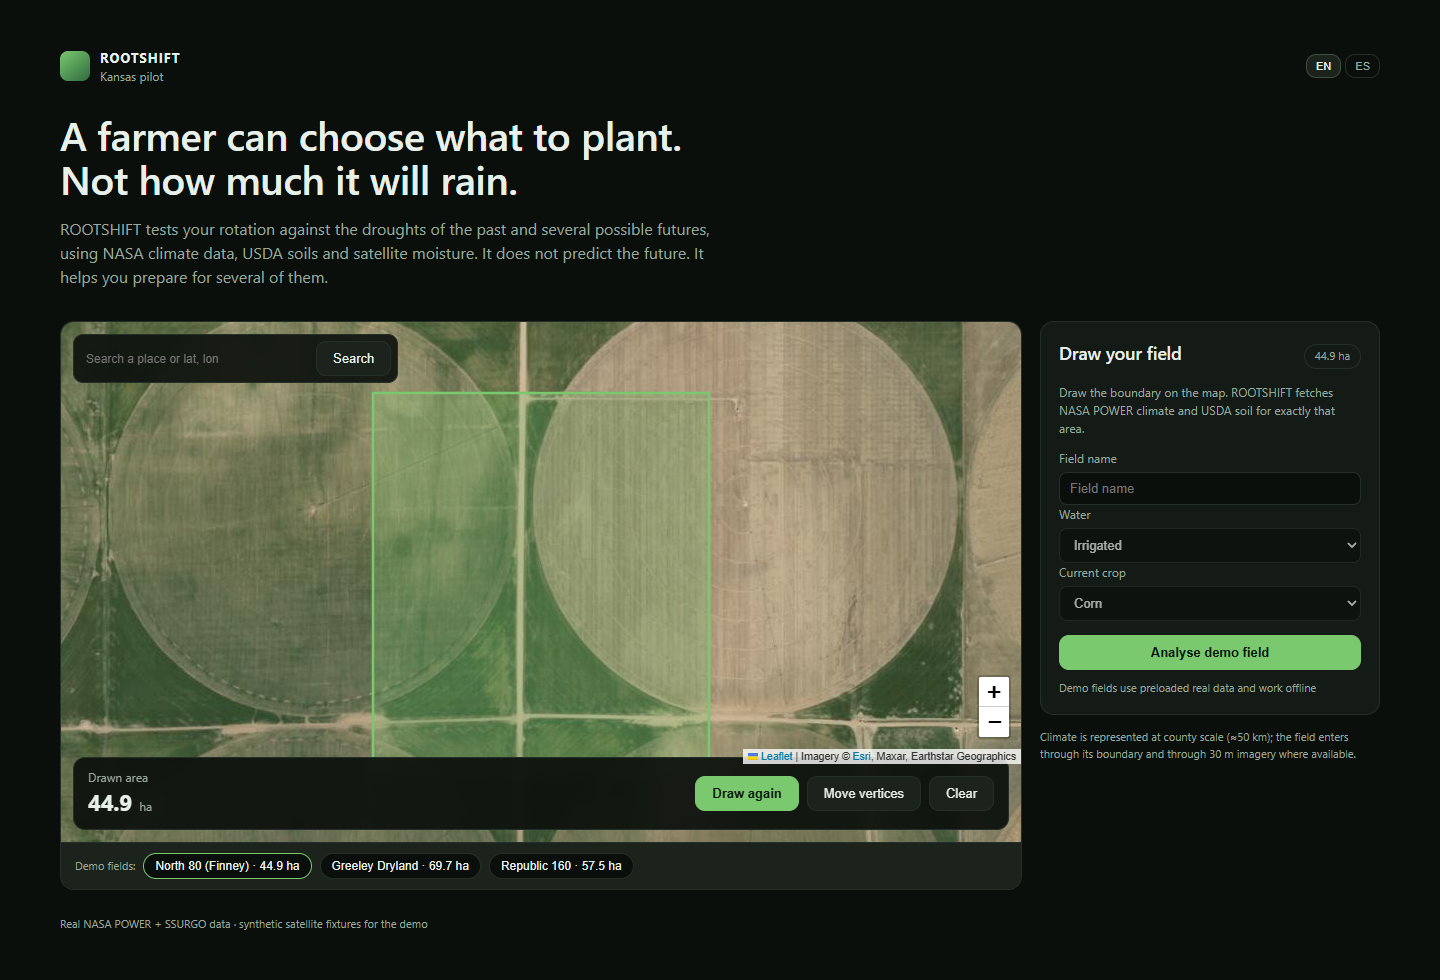 ROOTSHIFT
Kansas pilot
EN
ES
A farmer can choose what to plant.
Not how much it will rain.
ROOTSHIFT tests your rotation against the droughts of the past and several possible futures,
using NASA climate data, USDA soils and satellite moisture. It does not predict the future. It
helps you prepare for several of them.
Search a place or lat, lon
Search
+
−
Leaflet | Imagery © Esri, Maxar, Earthstar Geographics
Drawn area
44.9 ha
Draw again
Move vertices
Clear
Demo fields:
North 80 (Finney) · 44.9 ha
Greeley Dryland · 69.7 ha
Republic 160 · 57.5 ha
Draw your field
44.9 ha
Draw the boundary on the map. ROOTSHIFT fetches
NASA POWER climate and USDA soil for exactly that
area.
Field name
Field name
Water
Irrigated
Current crop
Corn
Analyse demo field
Demo fields use preloaded real data and work offline
Climate is represented at county scale (≈50 km); the field enters
through its boundary and through 30 m imagery where available.
Real NASA POWER + SSURGO data · synthetic satellite fixtures for the demo